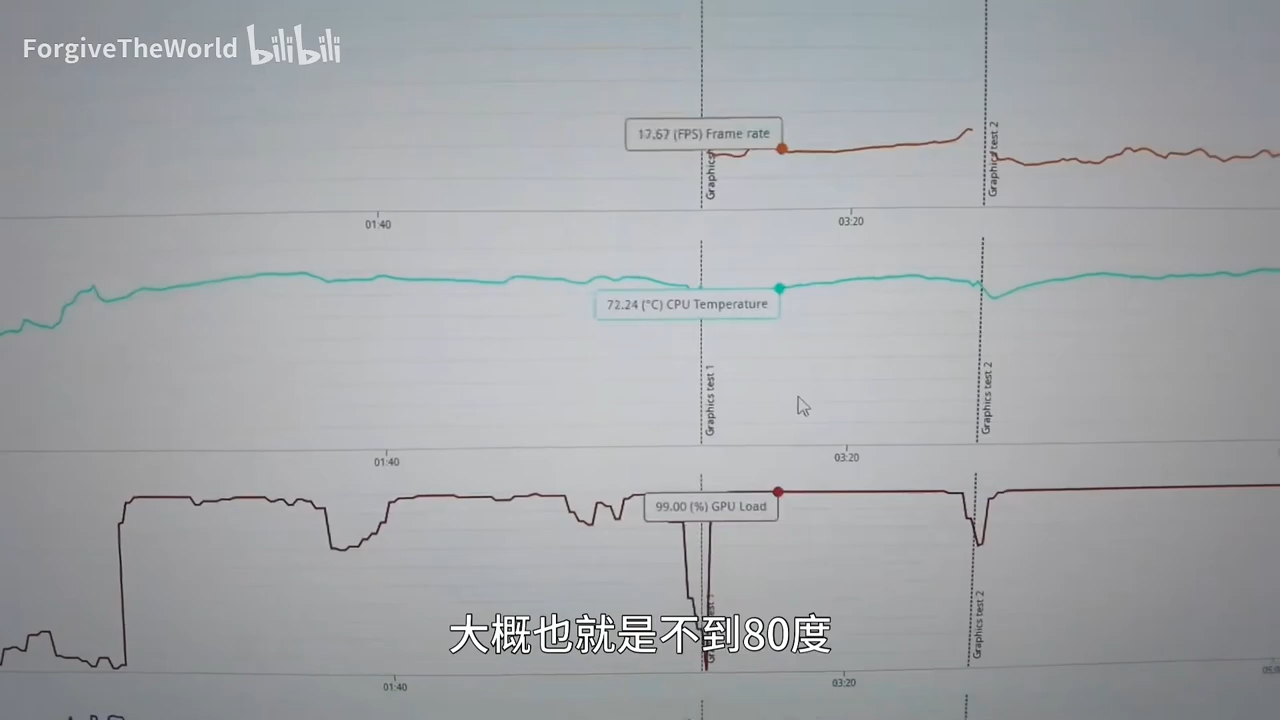 ForgiveTheWorld bilibili
17.67 (FPS) Frame rate
Graphics
Graphics test 2
01:40
03:20
72.24 (°C) CPU Temperature
Graphics test 1
Graphics test 2
01:40
03:20
99.00 (%) GPU Load
Graphics test 2
大概也就是不到80度
01:40
03:20